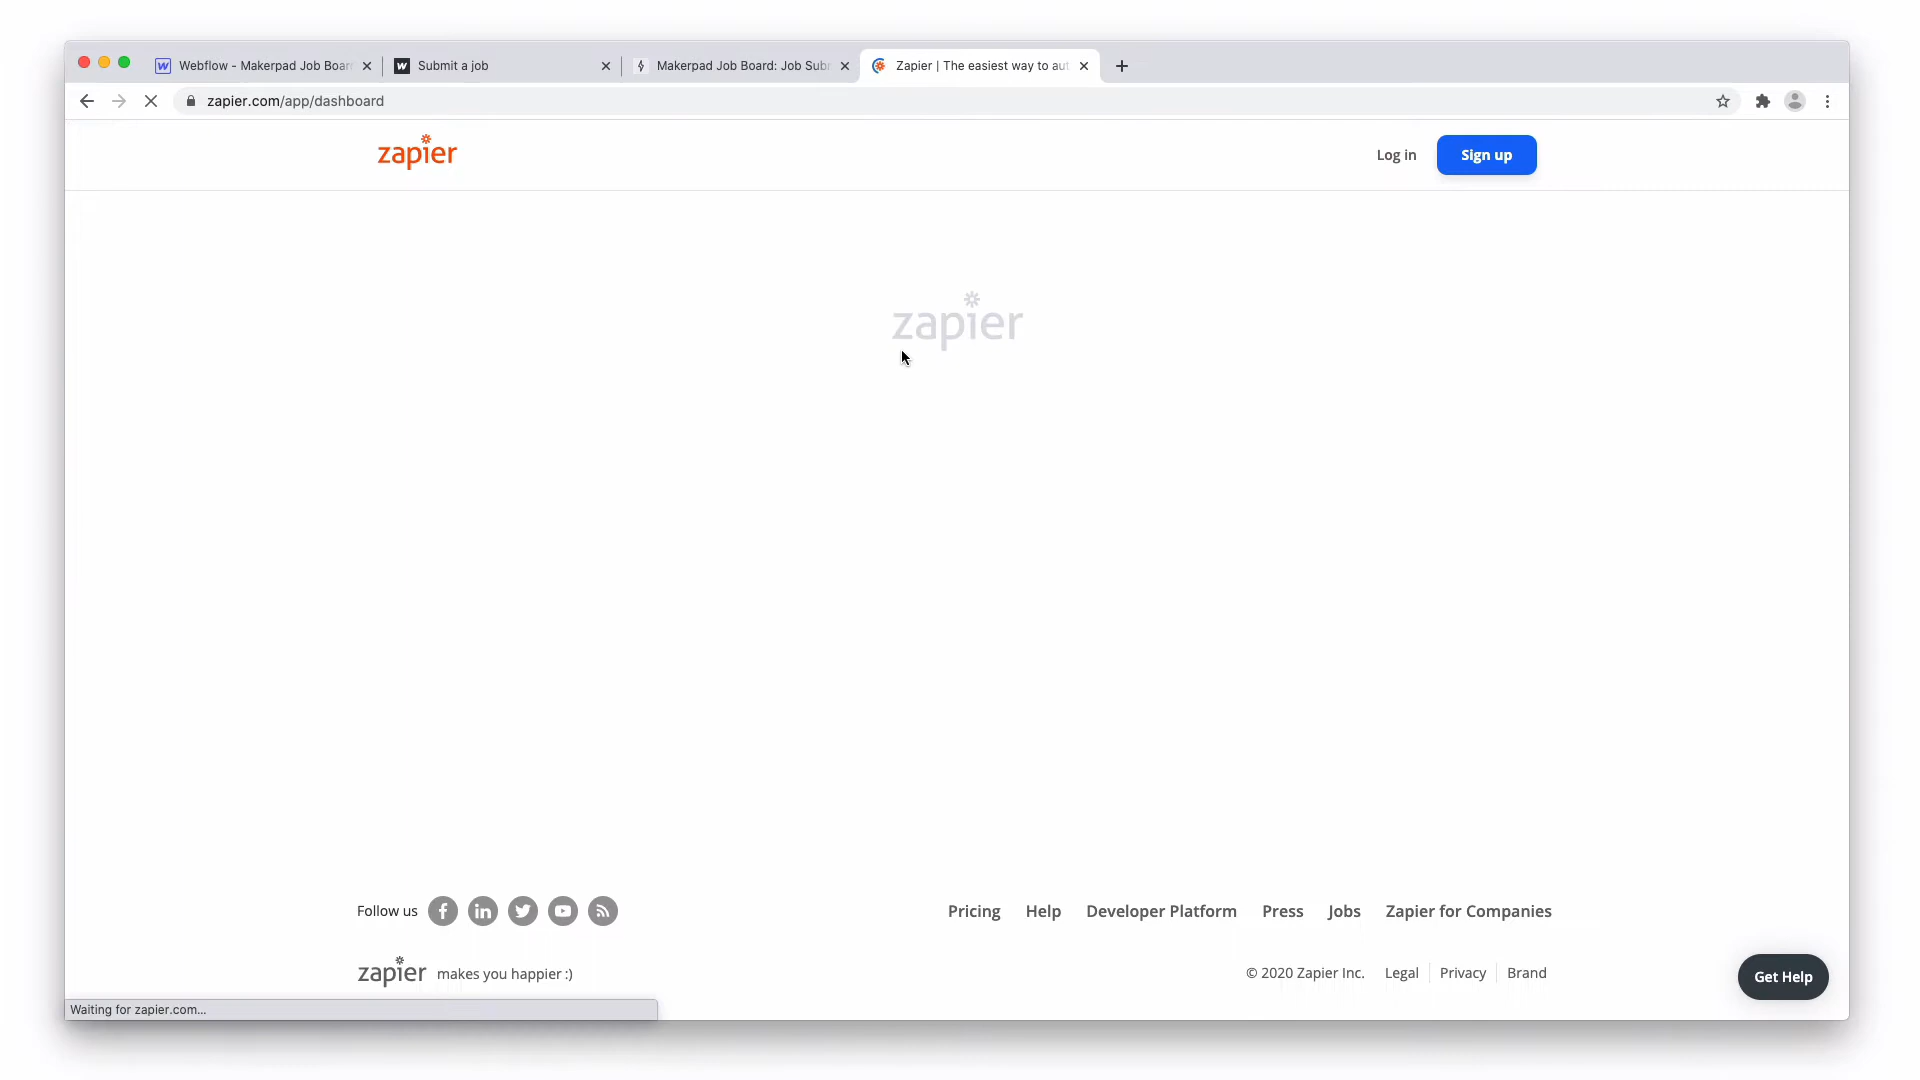 Webflow - Makerpad Job Boar
Submit a job
Makerpad Job Board: Job Sub
Zapier | The easiest way to aut
zapier.com/app/dashboard
zapier
Log in
Sign up
zapier
Follow us
Pricing
Help
Developer Platform
Press
Jobs
Zapier for Companies
zapier makes you happier :)
© 2020 Zapier Inc.
Legal
Privacy
Brand
Get Help
Waiting for zapier.com...